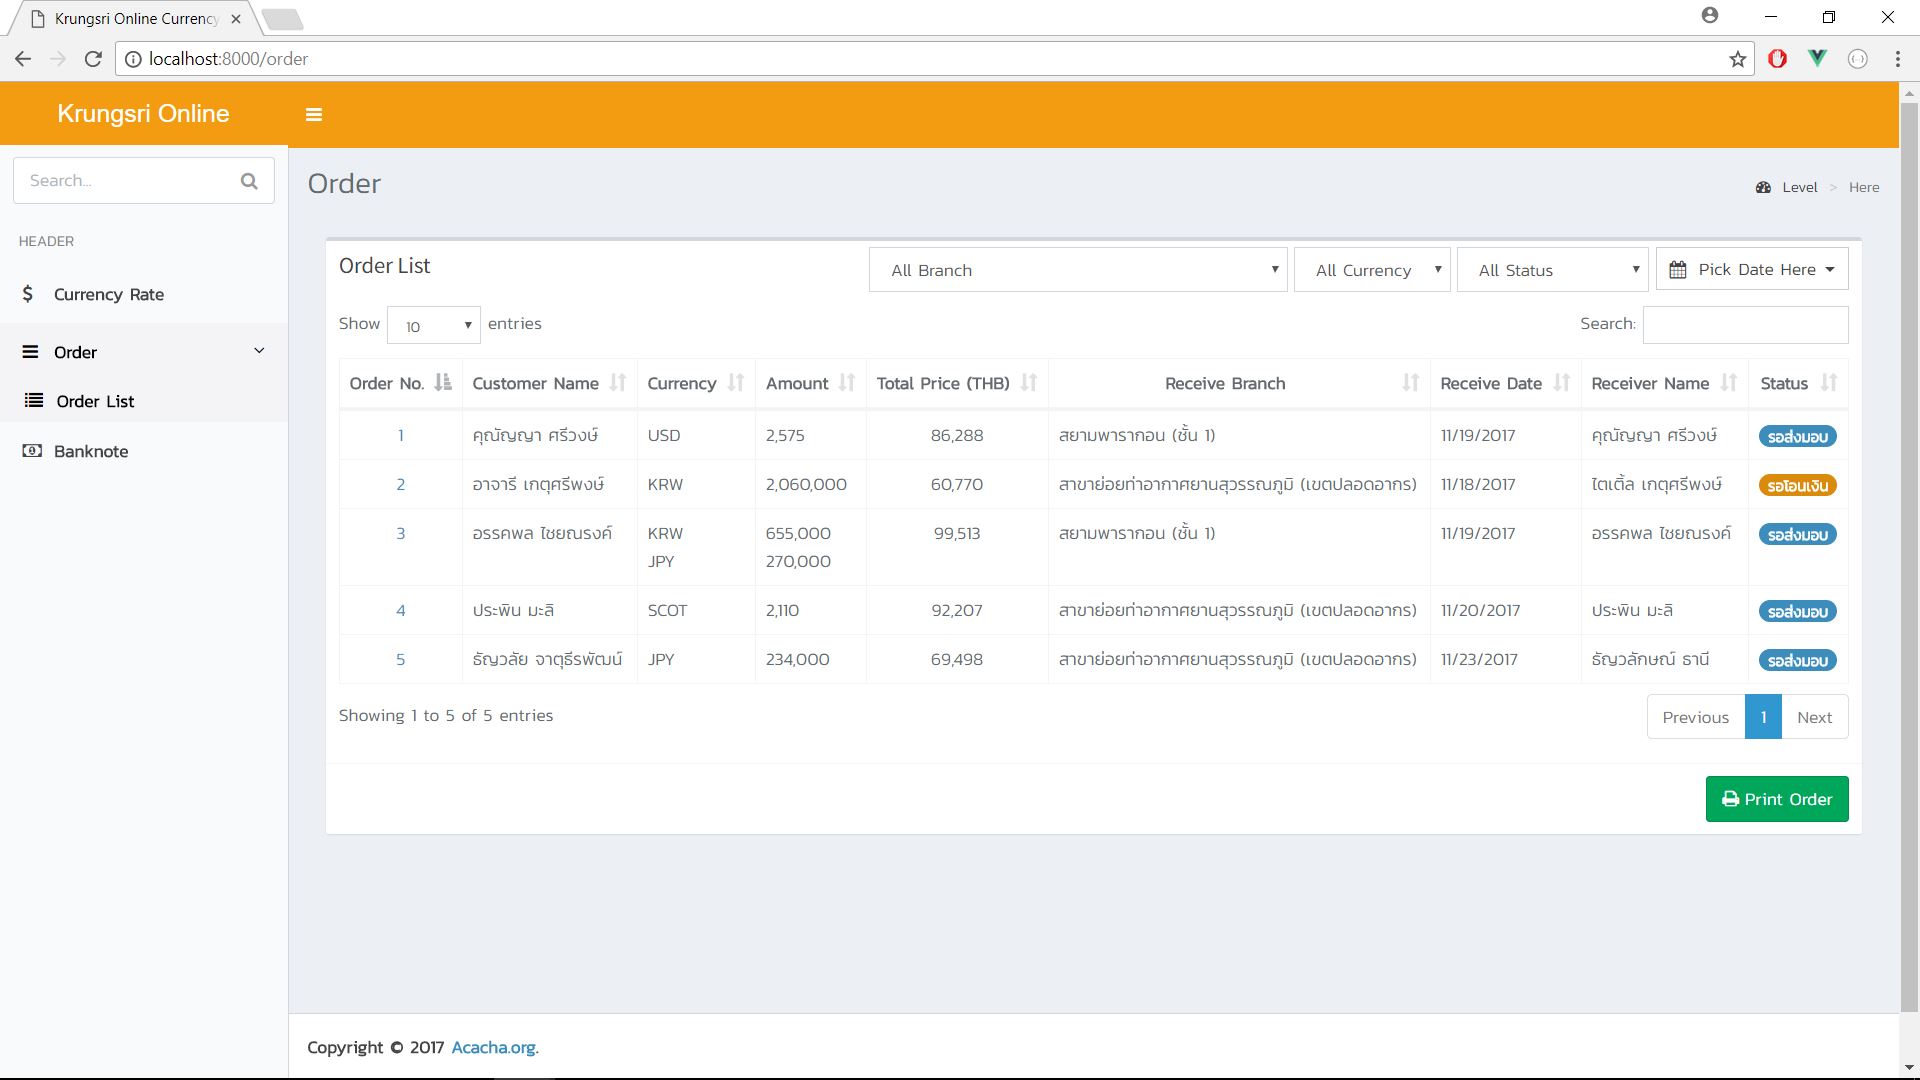 Krungsri Online Currency
localhost:8000/order
Krungsri Online
Search...
HEADER
Currency Rate
Order
Order List
Banknote
Order
Level > Here
Order List
All Branch
All Currency
All Status
Pick Date Here
Show 10 entries
Search:
Order No. Customer Name Currency Amount Total Price (THB) Receive Branch Receive Date Receiver Name Status
1 คุณัญญา ศรีวงษ์ USD 2,575 86,288 สยามพารากอน (ชั้น 1) 11/19/2017 คุณัญญา ศรีวงษ์ รอส่งมอบ
2 อาจารี เกตุศรีพงษ์ KRW 2,060,000 60,770 สาขาย่อยท่าอากาศยานสุวรรณภูมิ (เขตปลอดอากร) 11/18/2017 ไตเติ้ล เกตุศรีพงษ์ รอโอนเงิน
3 อรรคพล ไชยณรงค์ KRW 655,000 99,513 สยามพารากอน (ชั้น 1) 11/19/2017 อรรคพล ไชยณรงค์ รอส่งมอบ
JPY 270,000
4 ประพิน มะลิ SCOT 2,110 92,207 สาขาย่อยท่าอากาศยานสุวรรณภูมิ (เขตปลอดอากร) 11/20/2017 ประพิน มะลิ รอส่งมอบ
5 ธัญวลัย จาตุธีรพัฒน์ JPY 234,000 69,498 สาขาย่อยท่าอากาศยานสุวรรณภูมิ (เขตปลอดอากร) 11/23/2017 ธัญวลักษณ์ ธานี รอส่งมอบ
Showing 1 to 5 of 5 entries
Previous 1 Next
Print Order
Copyright © 2017 Acacha.org.